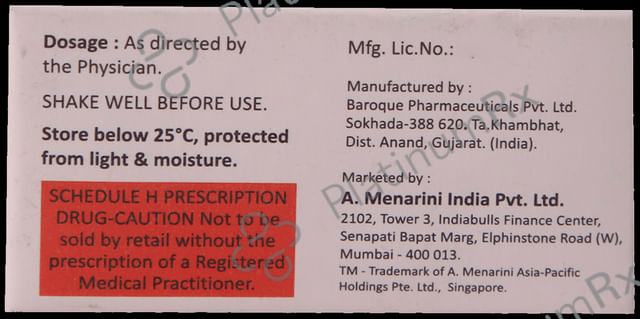 Dosage : As directed by
the Physician.
SHAKE WELL BEFORE USE.
Store below 25°C, protected
from light & moisture.
SCHEDULE H PRESCRIPTION
DRUG-CAUTION Not to be
sold by retail without the
prescription of a Registered
Medical Practitioner.
Mfg. Lic.No.:
Manufactured by :
Baroque Pharmaceuticals Pvt. Ltd.
Sokhada-388 620, Ta.Khambhat,
Dist. Anand, Gujarat. (India).
Marketed by :
A. Menarini India Pvt. Ltd.
2102, Tower 3, Indiabulls Finance Center,
Senapati Bapat Marg, Elphinstone Road (W),
Mumbai - 400 013.
TM - Trademark of A. Menarini Asia-Pacific
Holdings Pte. Ltd., Singapore.
PlatinumRx
PlatinumRx